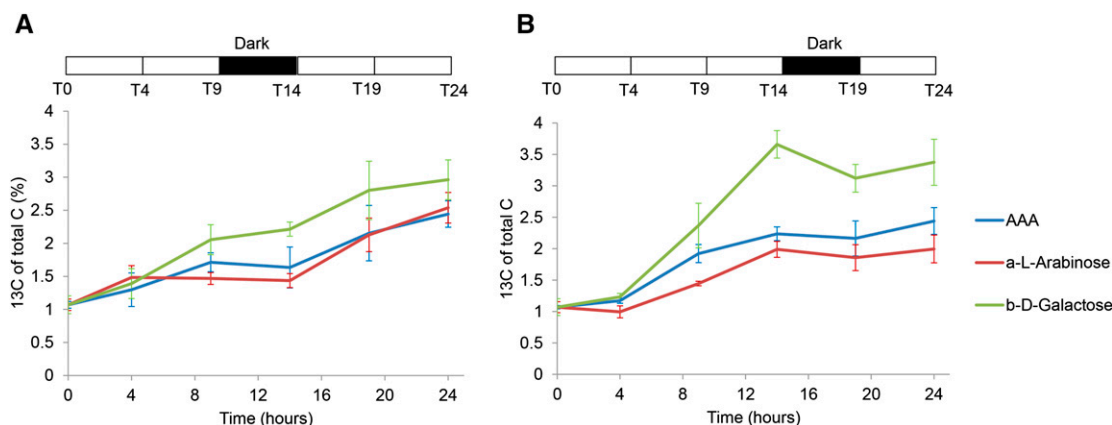 A
Dark
T0 T4 T9 T14 T19 T24
13C of total C (%)
4
3.5
3
2.5
2
1.5
1
0.5
0
0 4 8 12 16 20 24
Time (hours)
B
Dark
T0 T4 T9 T14 T19 T24
13C of total C (%)
4
3.5
3
2.5
2
1.5
1
0.5
0
0 4 8 12 16 20 24
Time (hours)
AAA
a-L-Arabinose
b-D-Galactose